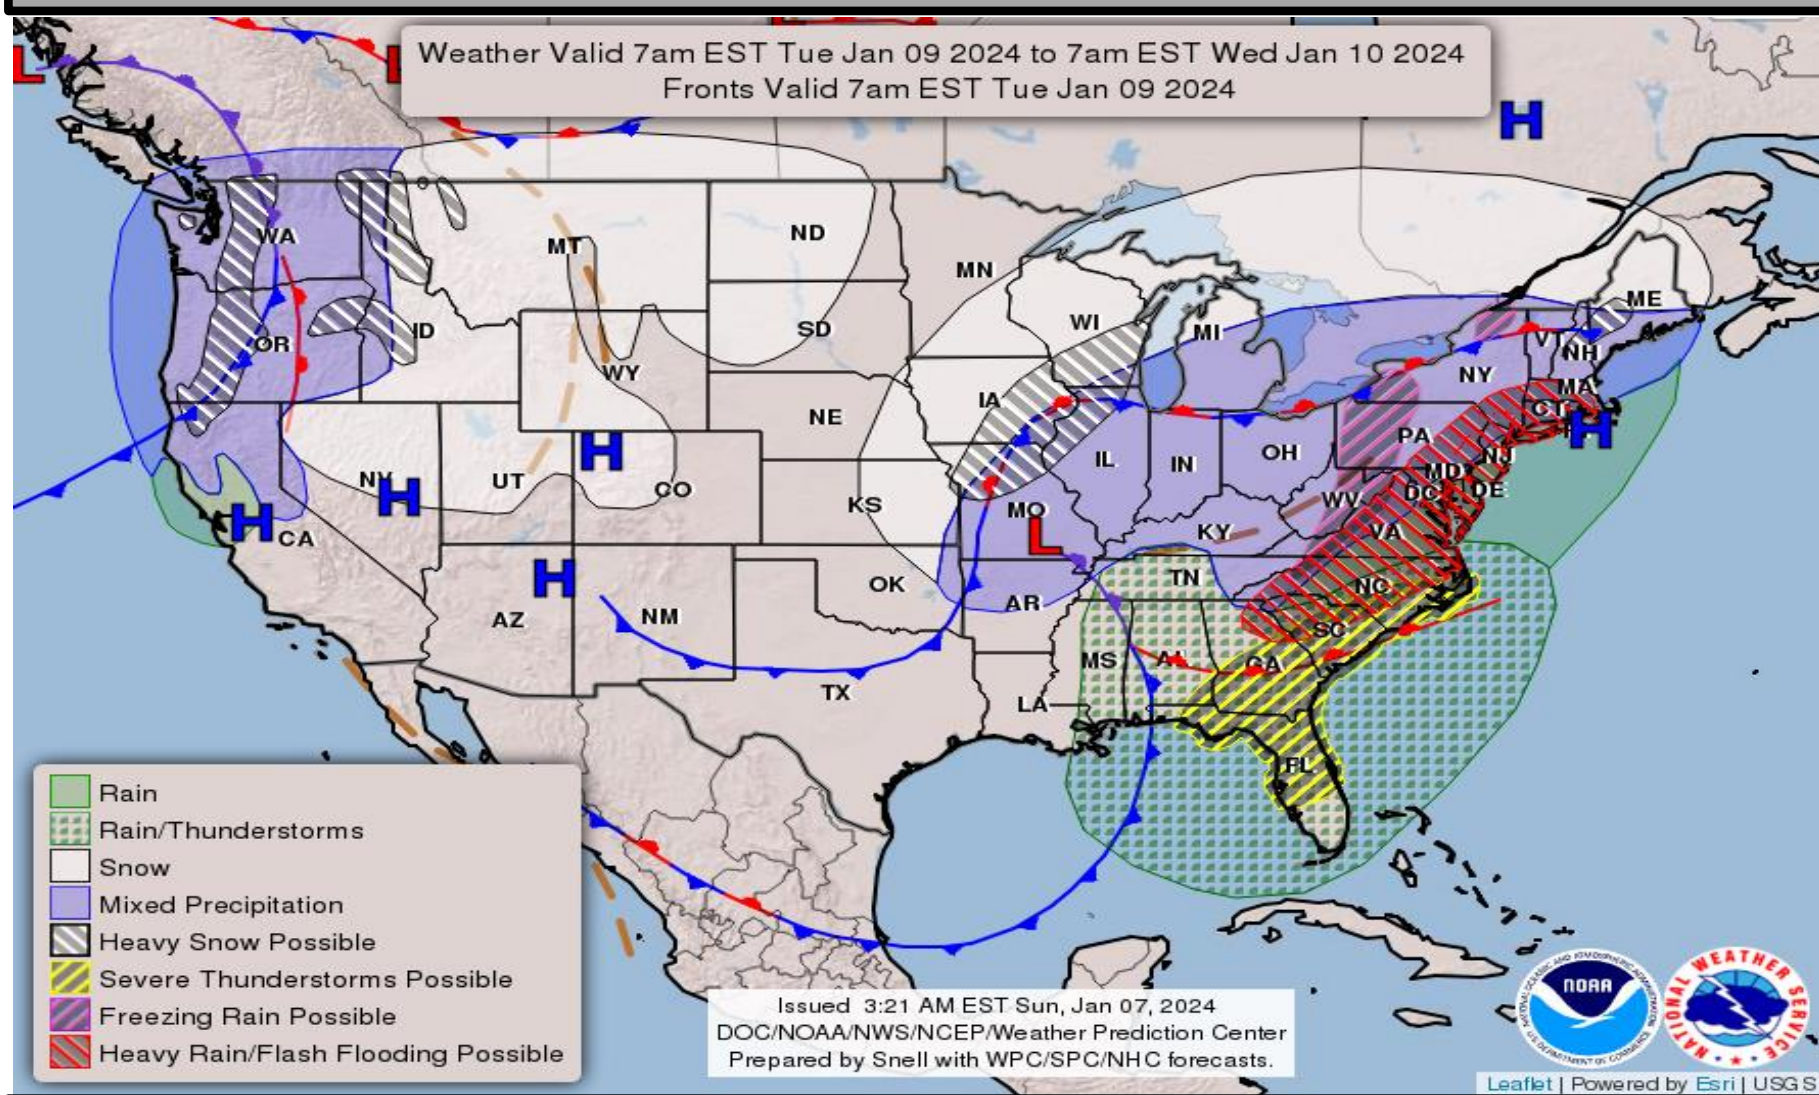 Weather Valid 7am EST Tue Jan 09 2024 to 7am EST Wed Jan 10 2024
Fronts Valid 7am EST Tue Jan 09 2024
L
H
WA
MT
ND
MN
ME
OR
ID
SD
WI
MI
VT
NH
WY
NY
MA
IA
CT
NE
PA
H
H
NV
H
UT
CO
KS
IL
IN
OH
NJ
MD
DE
DC
WV
H
CA
MO
L
KY
VA
H
AZ
NM
OK
AR
TN
NC
SC
MS
AL
GA
TX
LA
FL
Rain
Rain/Thunderstorms
Snow
Mixed Precipitation
Heavy Snow Possible
Severe Thunderstorms Possible
Freezing Rain Possible
Heavy Rain/Flash Flooding Possible
Issued 3:21 AM EST Sun, Jan 07, 2024
DOC/NOAA/NWS/NCEP/Weather Prediction Center
Prepared by Snell with WPC/SPC/NHC forecasts.
NOAA
NATIONAL WEATHER SERVICE
Leaflet | Powered by Esri | USGS